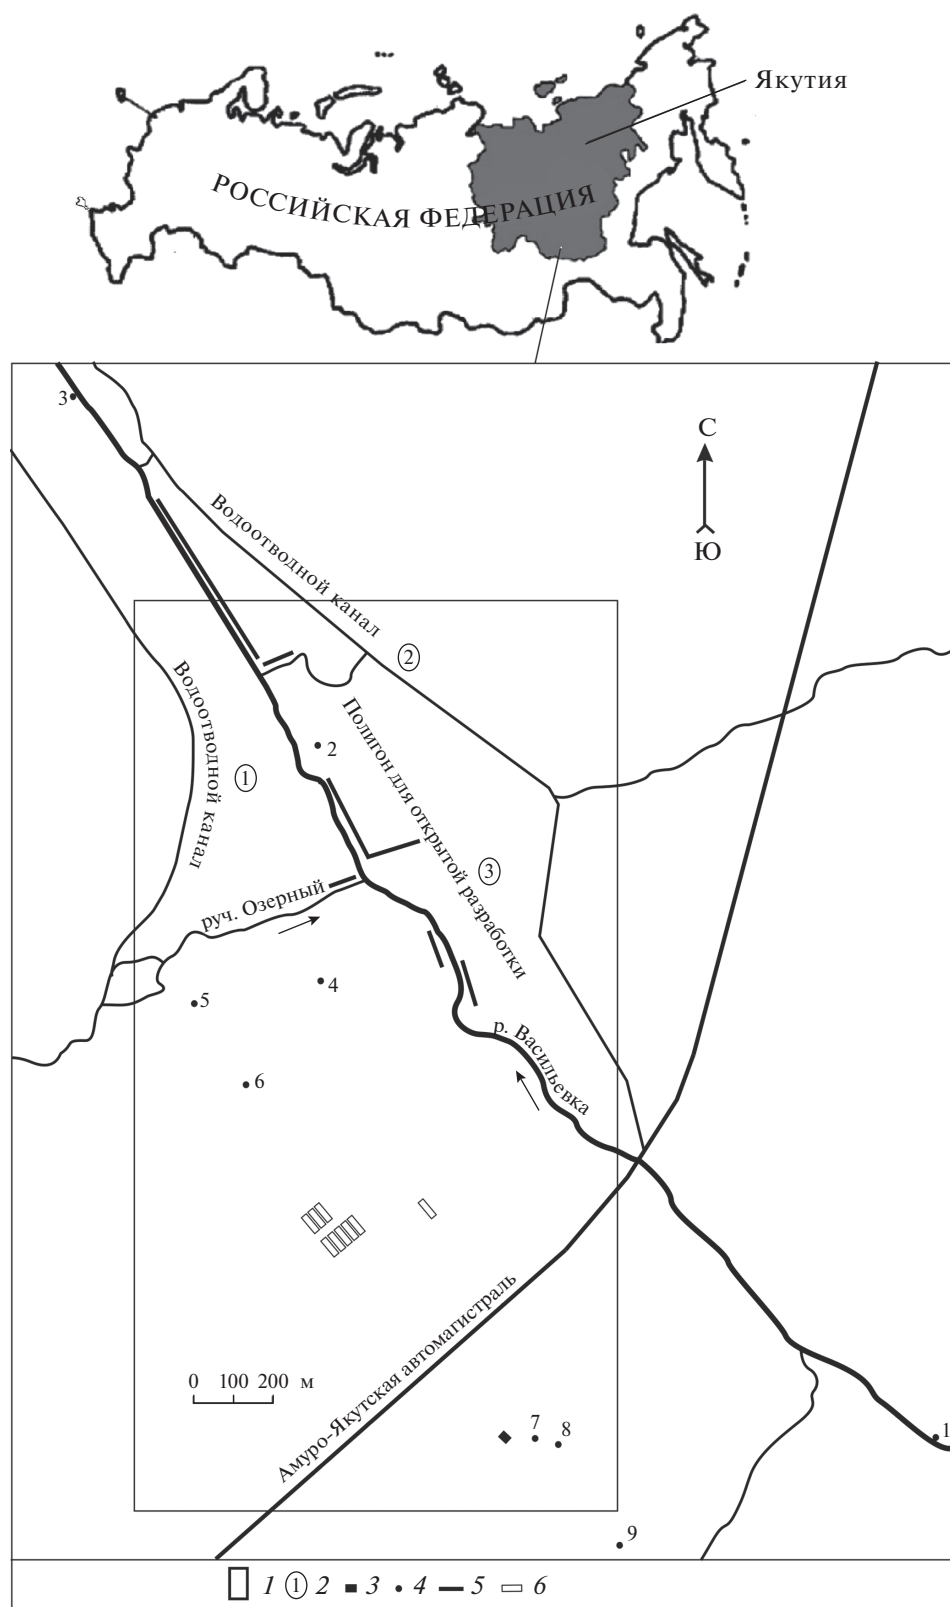 Якутия
РОССИЙСКАЯ ФЕДЕРАЦИЯ
3
С
Ю
Водоотводной канал
2
Водоотводной канал
1
2
Полигон для открытой разработки
3
руч. Озерный
4
5
6
р. Васильевка
Амуро-Якутская автомагистраль
0 100 200 м
7
8
1
9
1 1 2 3 4 5 6